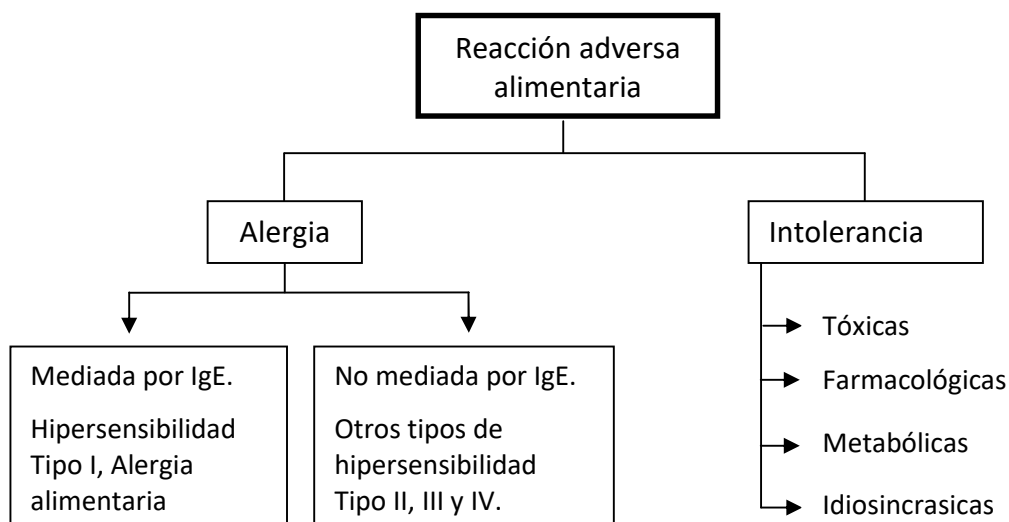 Reacción adversa
alimentaria
Alergia
Intolerancia
Mediada por IgE.
Hipersensibilidad
Tipo I, Alergia
alimentaria
No mediada por IgE.
Otros tipos de
hipersensibilidad
Tipo II, III y IV.
Tóxicas
Farmacológicas
Metabólicas
Idiosincrasicas